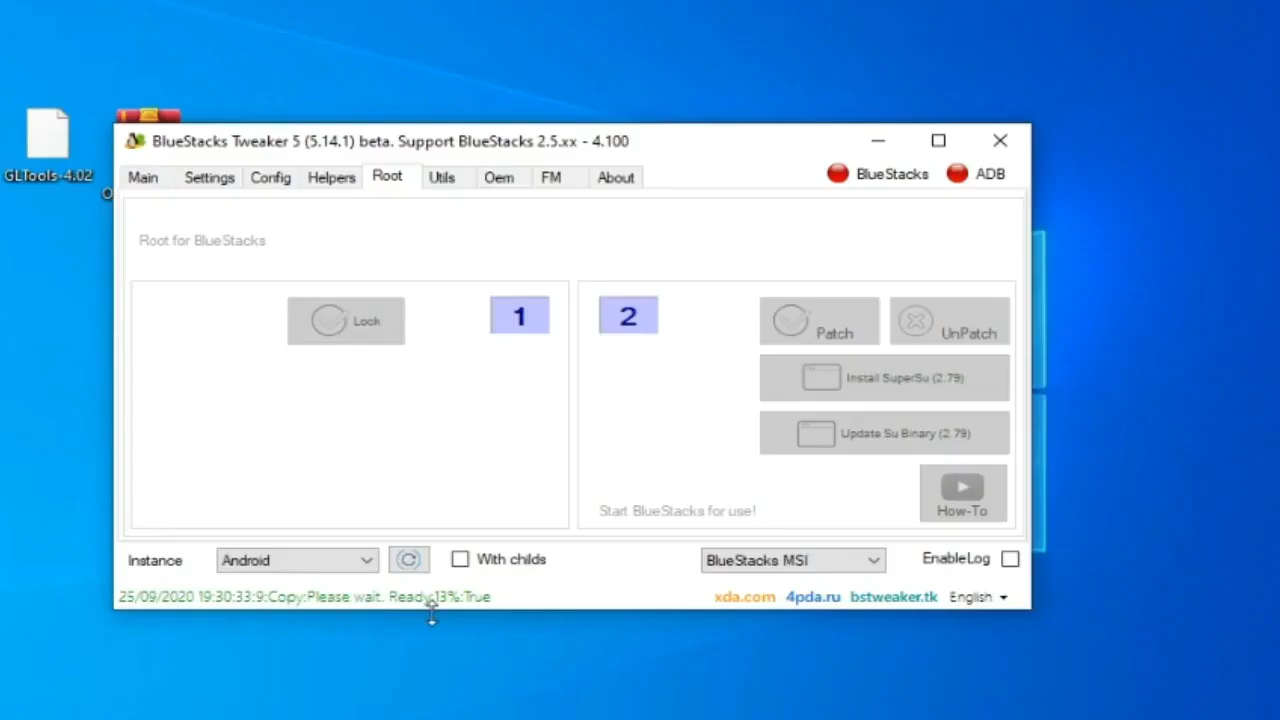 GLTools-4.02
BlueStacks Tweaker 5 (5.14.1) beta. Support BlueStacks 2.5.xx - 4.100
Main Settings Config Helpers Root Utils Oem FM About
BlueStacks ADB
Root for BlueStacks
Lock
1
2
Patch
UnPatch
Install SuperSu (2.79)
Update Su Binary (2.79)
Start BlueStacks for use!
How-To
Instance Android With childs BlueStacks MSI EnableLog
25/09/2020 19:30:33:9:Copy:Please wait. Ready:13%:True
xda.com 4pda.ru bstweaker.tk English